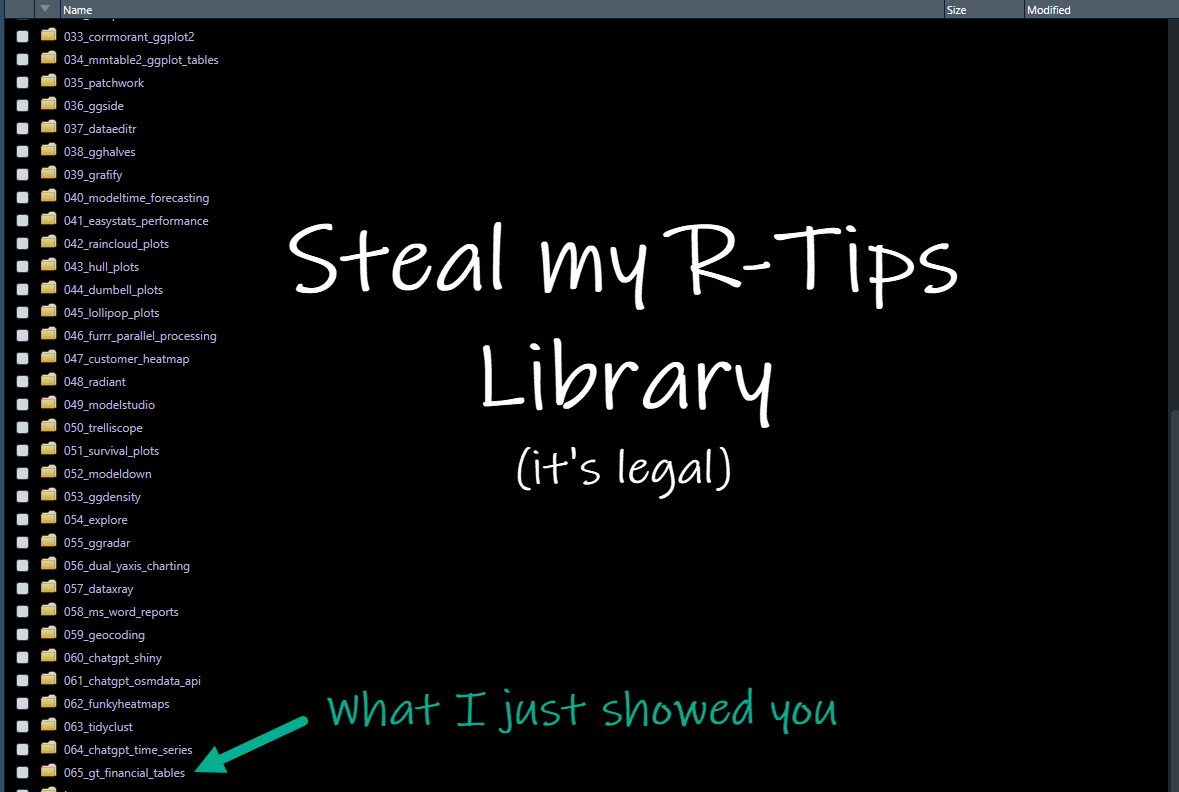 Name Size Modified
033_corrmorant_ggplot2
034_mmtable2_ggplot_tables
035_patchwork
036_ggside
037_dataeditr
038_gghalves
039_grafify
040_modeltime_forecasting
041_easystats_performance
042_raincloud_plots
043_hull_plots
044_dumbell_plots
045_lollipop_plots
046_furrr_parallel_processing
047_customer_heatmap
048_radiant
049_modelstudio
050_trelliscope
051_survival_plots
052_modeldown
053_ggdensity
054_explore
055_ggradar
056_dual_yaxis_charting
057_dataxray
058_ms_word_reports
059_geocoding
060_chatgpt_shiny
061_chatgpt_osmdata_api
062_funkyheatmaps
063_tidyclust
064_chatgpt_time_series
065_gt_financial_tables
Steal my R-Tips
Library
(it's legal)
What I just showed you